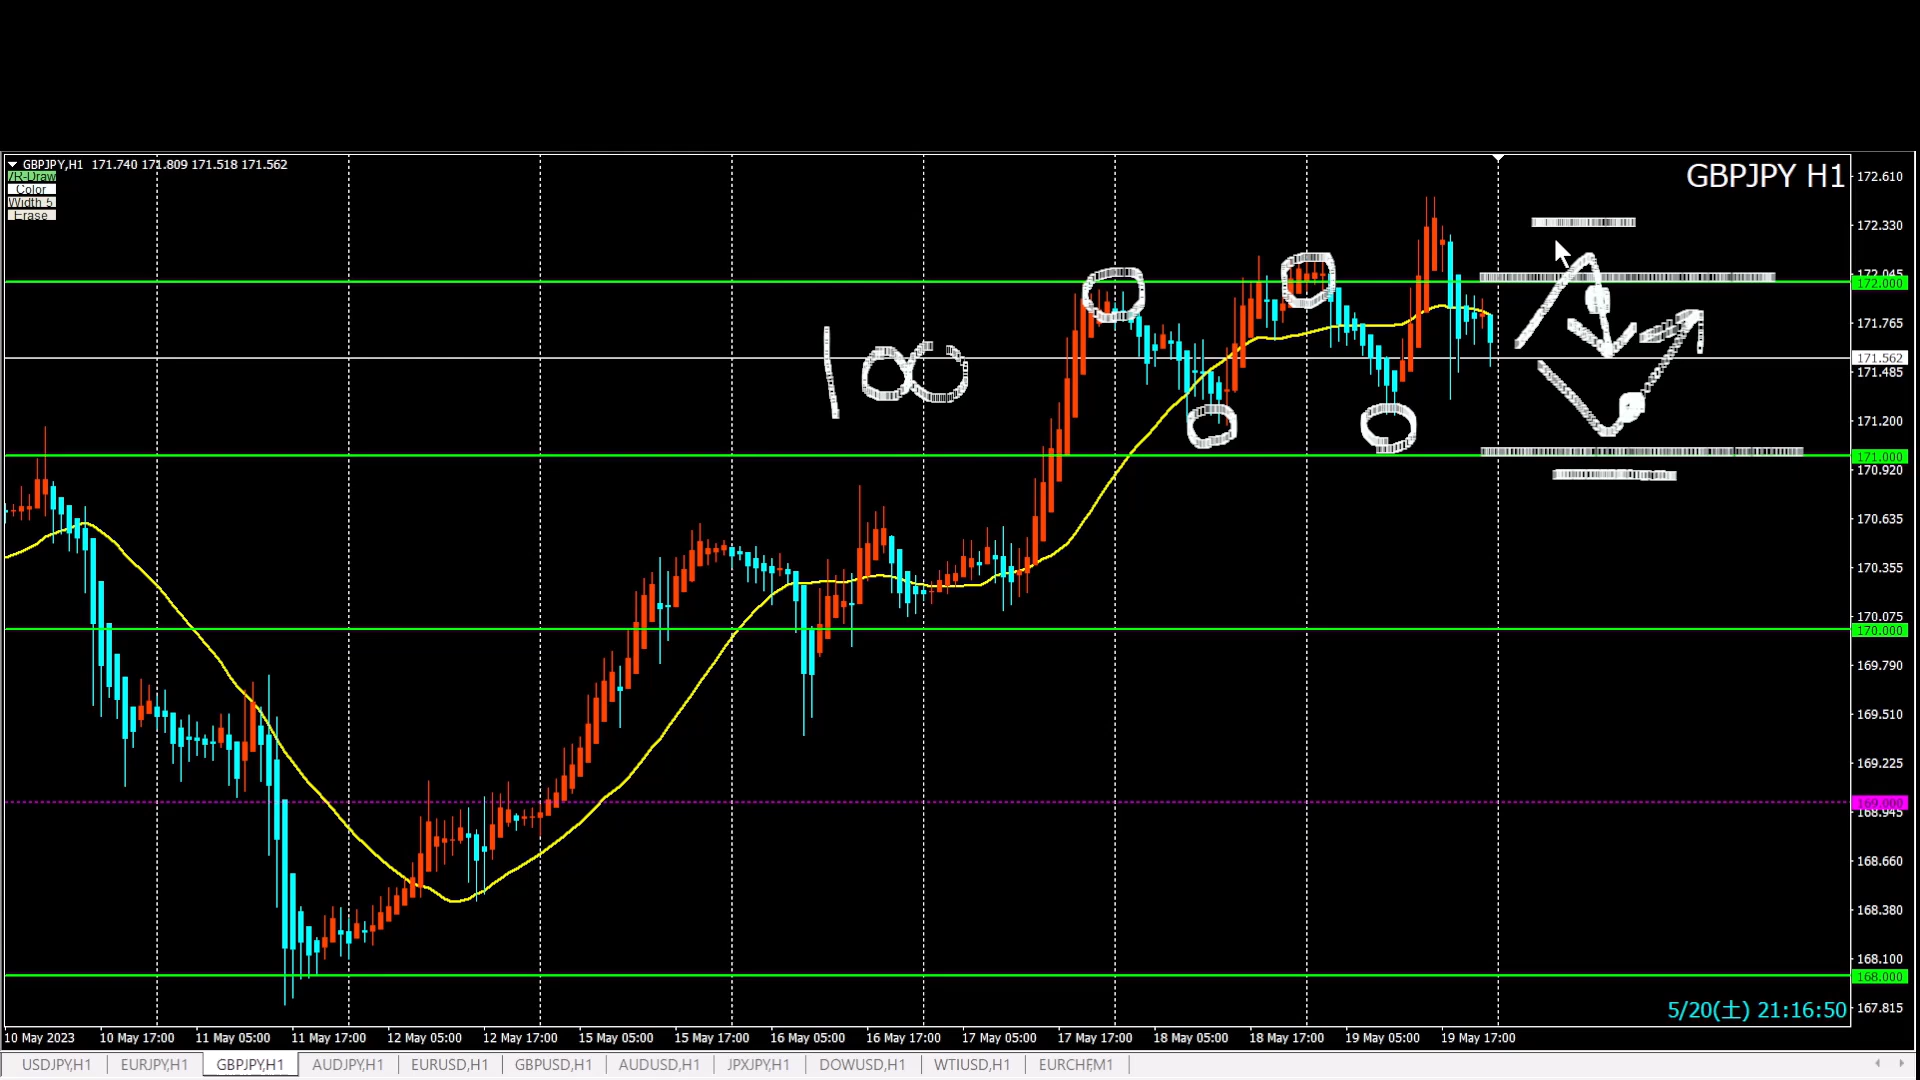 GBPJPY,H1 171.740 171.809 171.518 171.562
GBPJPY H1
/R-Draw
Color
Width 5
Erase
100
172.610
172.330
172.045
172.000
171.765
171.562
171.485
171.200
171.000
170.920
170.635
170.355
170.075
170.000
169.790
169.510
169.225
169.000
168.945
168.660
168.380
168.100
168.000
167.815
5/20(土) 21:16:50
10 May 2023 10 May 17:00 11 May 05:00 11 May 17:00 12 May 05:00 12 May 17:00 15 May 05:00 15 May 17:00 16 May 05:00 16 May 17:00 17 May 05:00 17 May 17:00 18 May 05:00 18 May 17:00 19 May 05:00 19 May 17:00
USDJPY,H1 EURJPY,H1 GBPJPY,H1 AUDJPY,H1 EURUSD,H1 GBPUSD,H1 AUDUSD,H1 JPXJPY,H1 DOWUSD,H1 WTIUSD,H1 EURCHF,M1